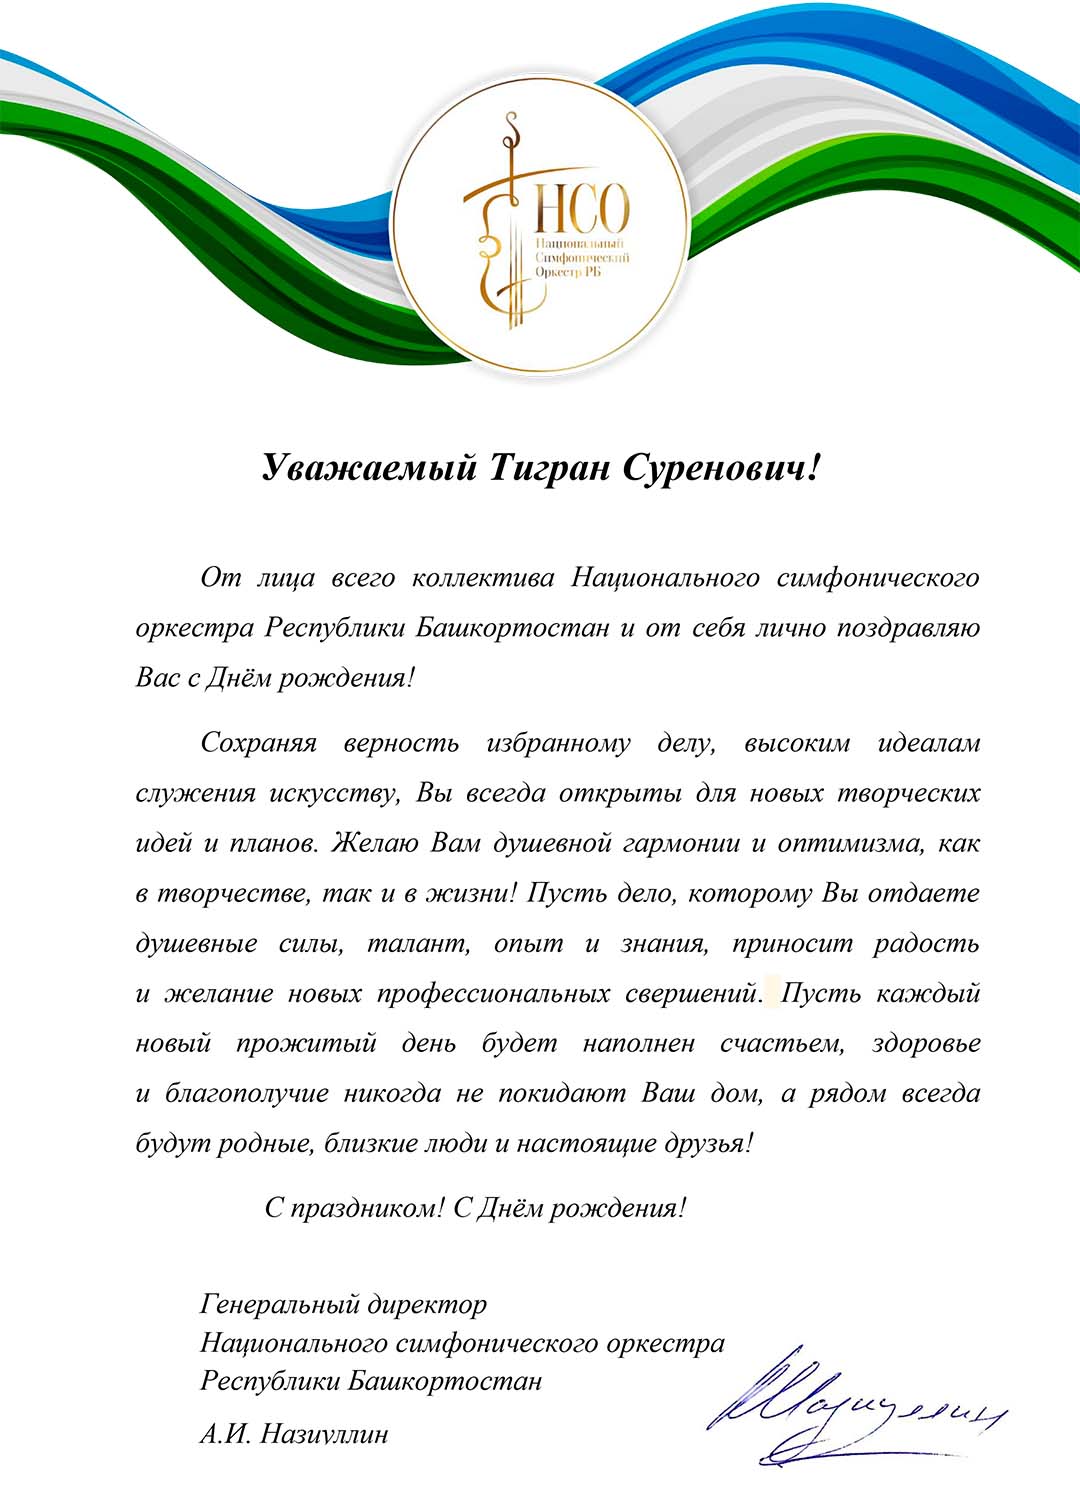 НСО
Национальный
Симфонический
Оркестр РБ
Уважаемый Тигран Суренович!
От лица всего коллектива Национального симфонического
оркестра Республики Башкортостан и от себя лично поздравляю
Вас с Днём рождения!
Сохраняя верность избранному делу, высоким идеалам
служения искусству, Вы всегда открыты для новых творческих
идей и планов. Желаю Вам душевной гармонии и оптимизма, как
в творчестве, так и в жизни! Пусть дело, которому Вы отдаете
душевные силы, талант, опыт и знания, приносит радость
и желание новых профессиональных свершений. Пусть каждый
новый прожитый день будет наполнен счастьем, здоровье
и благополучие никогда не покидают Ваш дом, а рядом всегда
будут родные, близкие люди и настоящие друзья!
С праздником! С Днём рождения!
Генеральный директор
Национального симфонического оркестра
Республики Башкортостан
А.И. Назиуллин